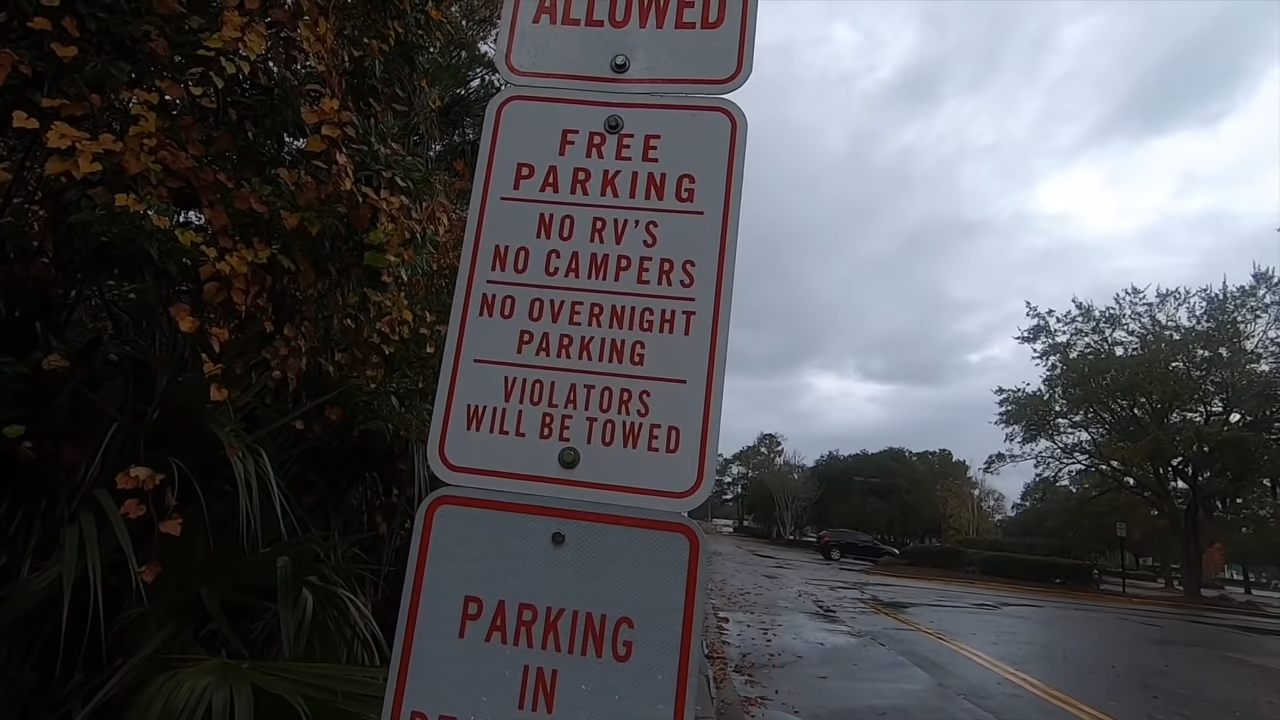 ALLOWED
FREE
PARKING
NO RV'S
NO CAMPERS
NO OVERNIGHT
PARKING
VIOLATORS
WILL BE TOWED
PARKING
IN